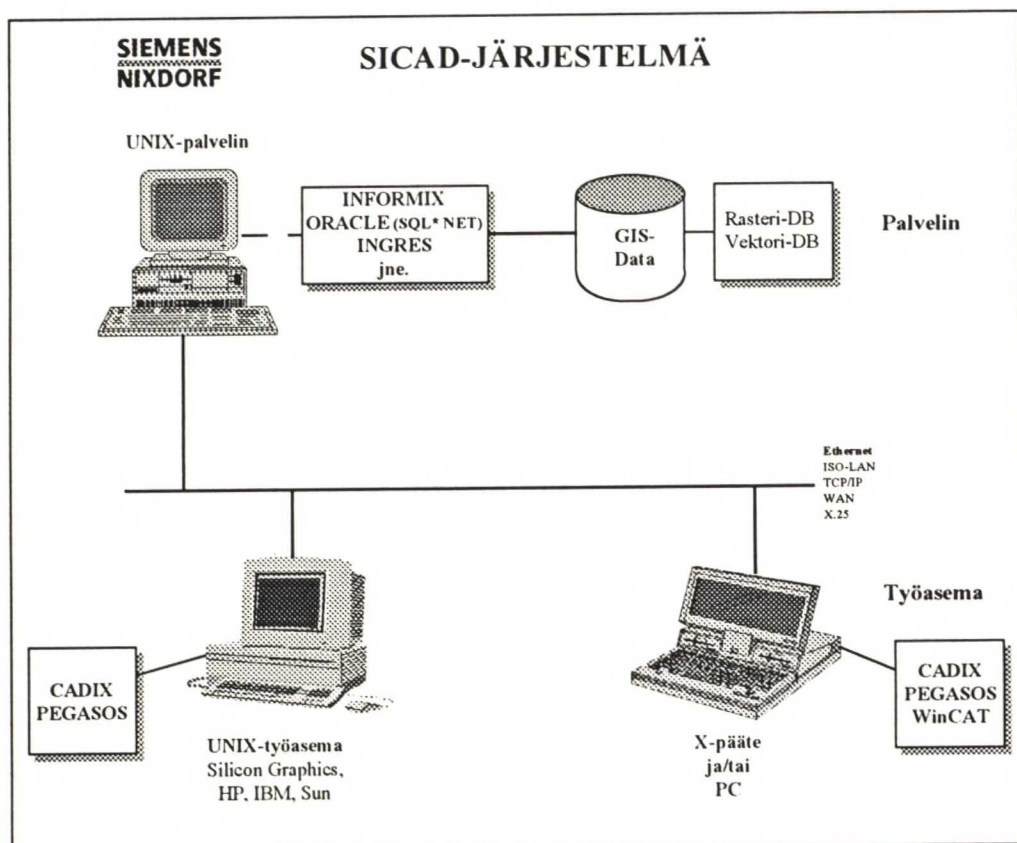 SIEMENS
NIXDORF
SICAD-JÄRJESTELMÄ
UNIX-palvelin
INFORMIX
ORACLE (SQL* NET)
INGRES
jne.
GIS-
Data
Rasteri-DB
Vektori-DB
Palvelin
Ethernet
ISO-LAN
TCP/IP
WAN
X.25
Työasema
CADIX
PEGASOS
UNIX-työasema
Silicon Graphics,
HP, IBM, Sun
X-pääte
ja/tai
PC
CADIX
PEGASOS
WinCAT